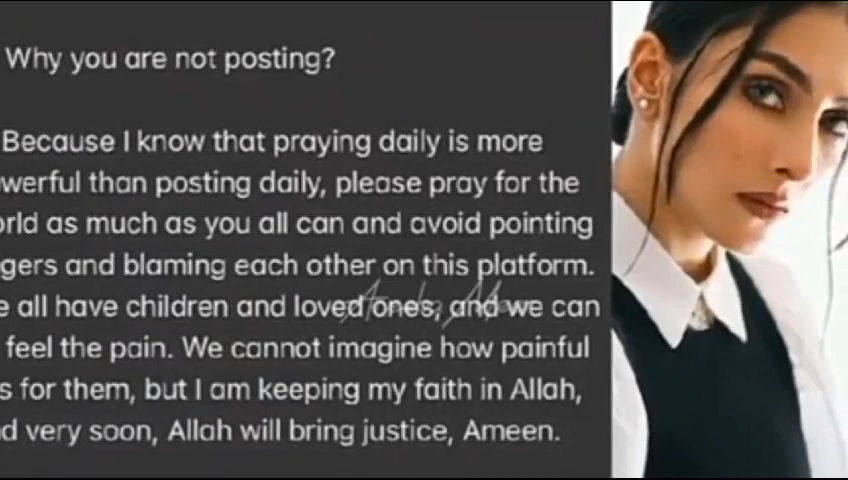 Why you are not posting?
Because I know that praying daily is more
werful than posting daily, please pray for the
rld as much as you all can and avoid pointing
gers and blaming each other on this platform.
e all have children and loved ones, and we can
feel the pain. We cannot imagine how painful
s for them, but I am keeping my faith in Allah,
d very soon, Allah will bring justice, Ameen.